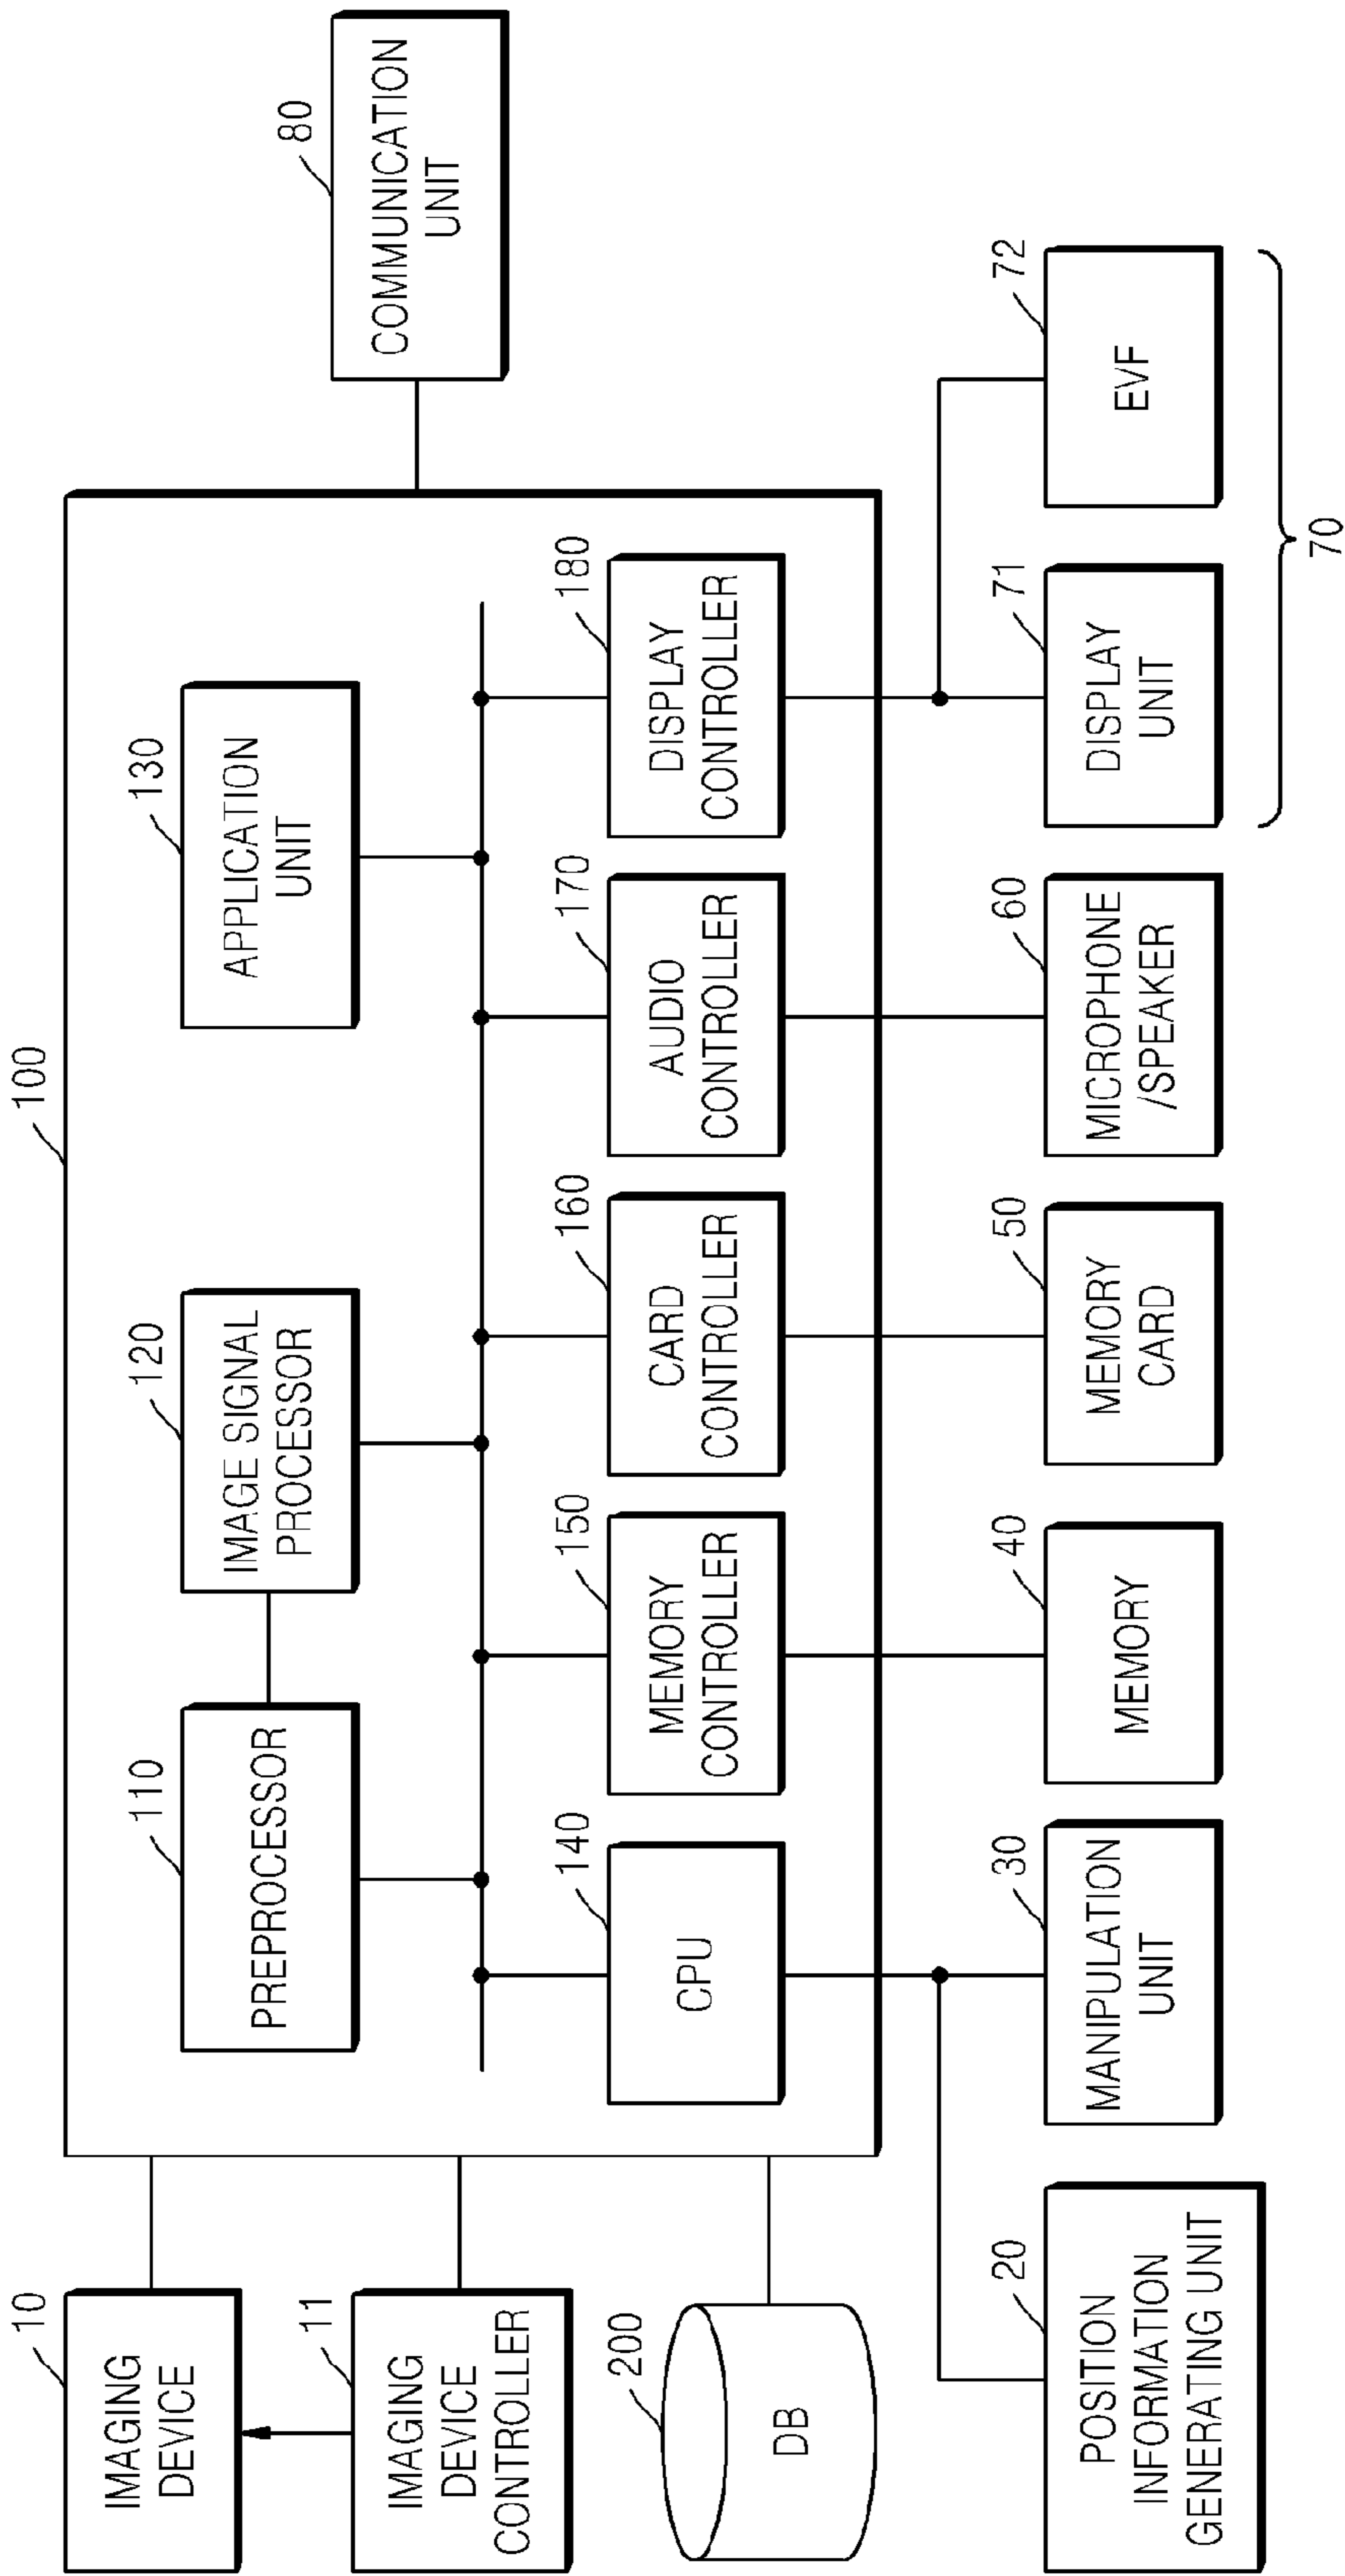 100
10
IMAGING
DEVICE
11
IMAGING
DEVICE
CONTROLLER
200
DB
110
PREPROCESSOR
120
IMAGE SIGNAL
PROCESSOR
130
APPLICATION
UNIT
80
COMMUNICATION
UNIT
140
CPU
150
MEMORY
CONTROLLER
160
CARD
CONTROLLER
170
AUDIO
CONTROLLER
180
DISPLAY
CONTROLLER
20
POSITION
INFORMATION
GENERATING UNIT
30
MANIPULATION
UNIT
40
MEMORY
50
MEMORY
CARD
60
MICROPHONE
/SPEAKER
71
DISPLAY
UNIT
72
EVF
70